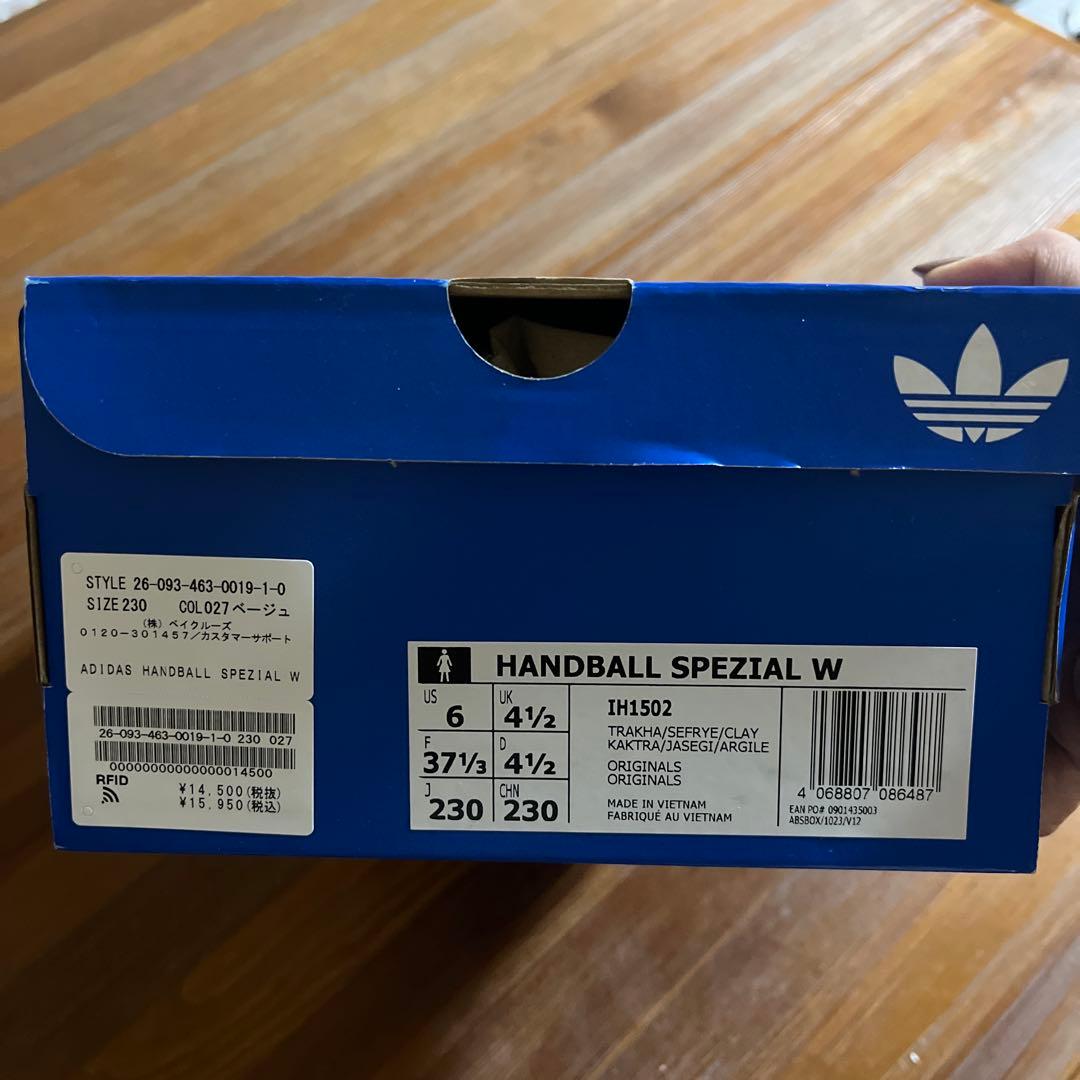 STYLE 26-093-463-0019-1-0
SIZE 230 COL 027 ベージュ
(株) ベイクルーズ
0120-301457/カスタマーサポート
ADIDAS HANDBALL SPEZIAL W
26-093-463-0019-1-0 230 027
00000000000000014500
RFID
¥14,500(税抜)
¥15,950(税込)
HANDBALL SPEZIAL W
US 6 UK 4½
F 37⅓ D 4½
J 230 CHN 230
IH1502
TRAKHA/SEFRYE/CLAY
KAKTRA/JASEGI/ARGILE
ORIGINALS
ORIGINALS
MADE IN VIETNAM
FABRIQUÉ AU VIETNAM
4 068807 086487
EAN PO# 0901435003
ABSBOX/1023/V12